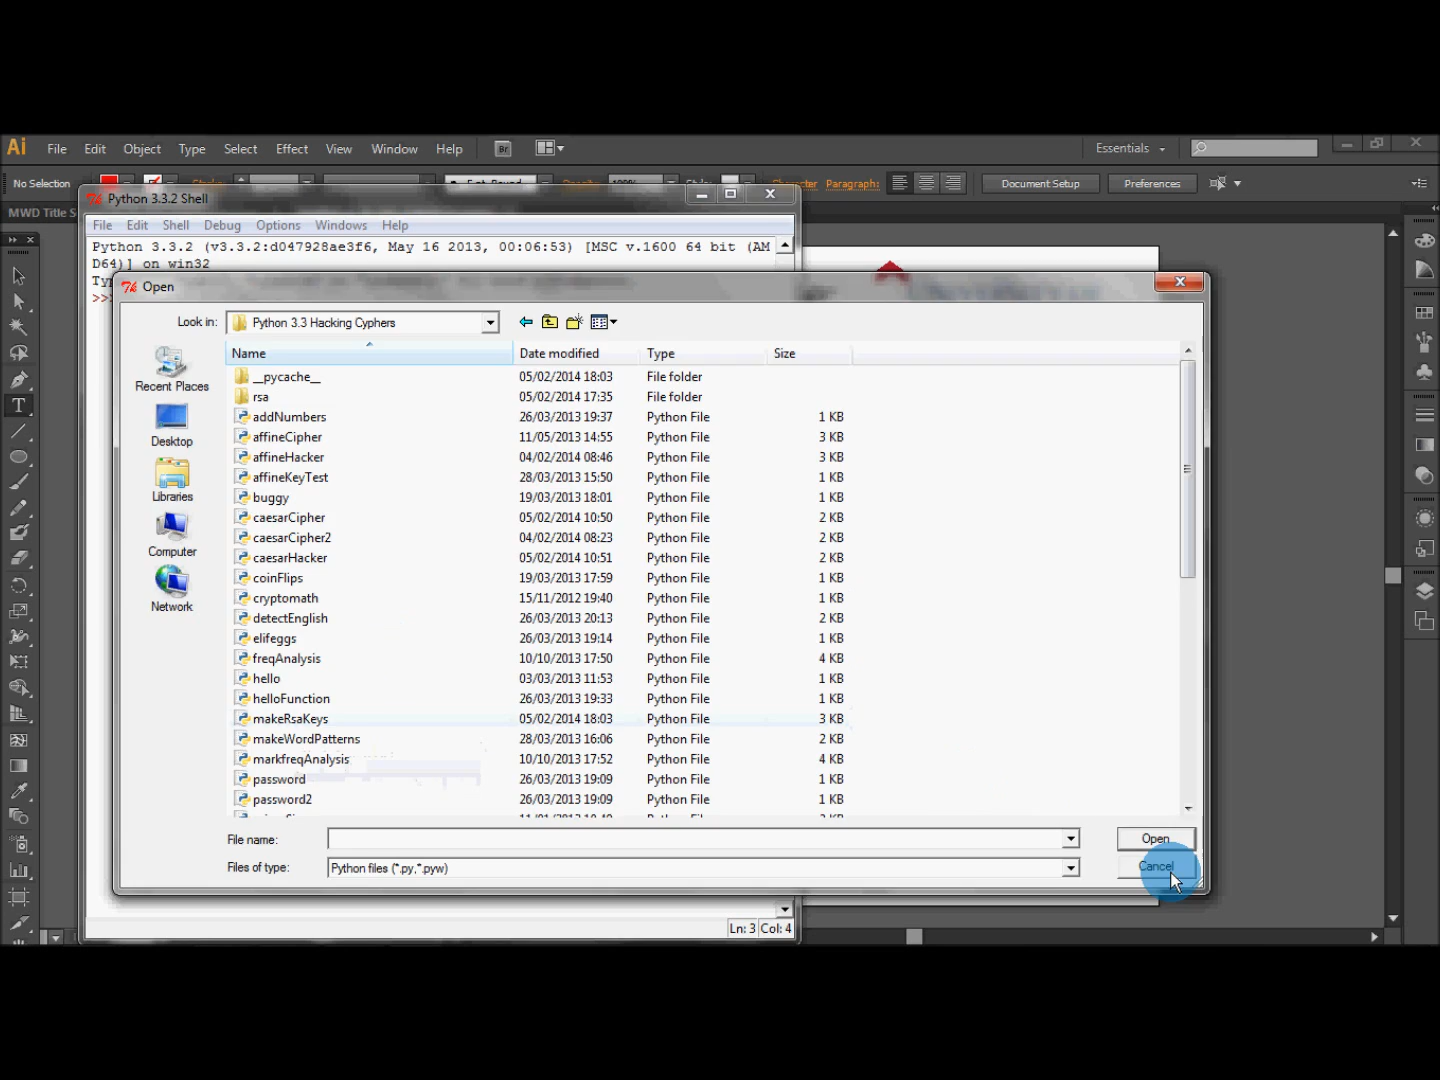 Ai File Edit Object Type Select Effect View Window Help Br Essentials
No Selection Character Paragraph: Document Setup Preferences
MWD Title S
Python 3.3.2 Shell
File Edit Shell Debug Options Windows Help
Python 3.3.2 (v3.3.2:d047928ae3f6, May 16 2013, 00:06:53) [MSC v.1600 64 bit (AM
D64)] on win32
Open
Look in: Python 3.3 Hacking Cyphers
Name Date modified Type Size
Recent Places
Desktop
Libraries
Computer
Network
__pycache__ 05/02/2014 18:03 File folder
rsa 05/02/2014 17:35 File folder
addNumbers 26/03/2013 19:37 Python File 1 KB
affineCipher 11/05/2013 14:55 Python File 3 KB
affineHacker 04/02/2014 08:46 Python File 3 KB
affineKeyTest 28/03/2013 15:50 Python File 1 KB
buggy 19/03/2013 18:01 Python File 1 KB
caesarCipher 05/02/2014 10:50 Python File 2 KB
caesarCipher2 04/02/2014 08:23 Python File 2 KB
caesarHacker 05/02/2014 10:51 Python File 2 KB
coinFlips 19/03/2013 17:59 Python File 1 KB
cryptomath 15/11/2012 19:40 Python File 1 KB
detectEnglish 26/03/2013 20:13 Python File 2 KB
elifeggs 26/03/2013 19:14 Python File 1 KB
freqAnalysis 10/10/2013 17:50 Python File 4 KB
hello 03/03/2013 11:53 Python File 1 KB
helloFunction 26/03/2013 19:33 Python File 1 KB
makeRsaKeys 05/02/2014 18:03 Python File 3 KB
makeWordPatterns 28/03/2013 16:06 Python File 2 KB
markfreqAnalysis 10/10/2013 17:52 Python File 4 KB
password 26/03/2013 19:09 Python File 1 KB
password2 26/03/2013 19:09 Python File 1 KB
File name: Open
Files of type: Python files (*.py,*.pyw) Cancel
Ln: 3 Col: 4